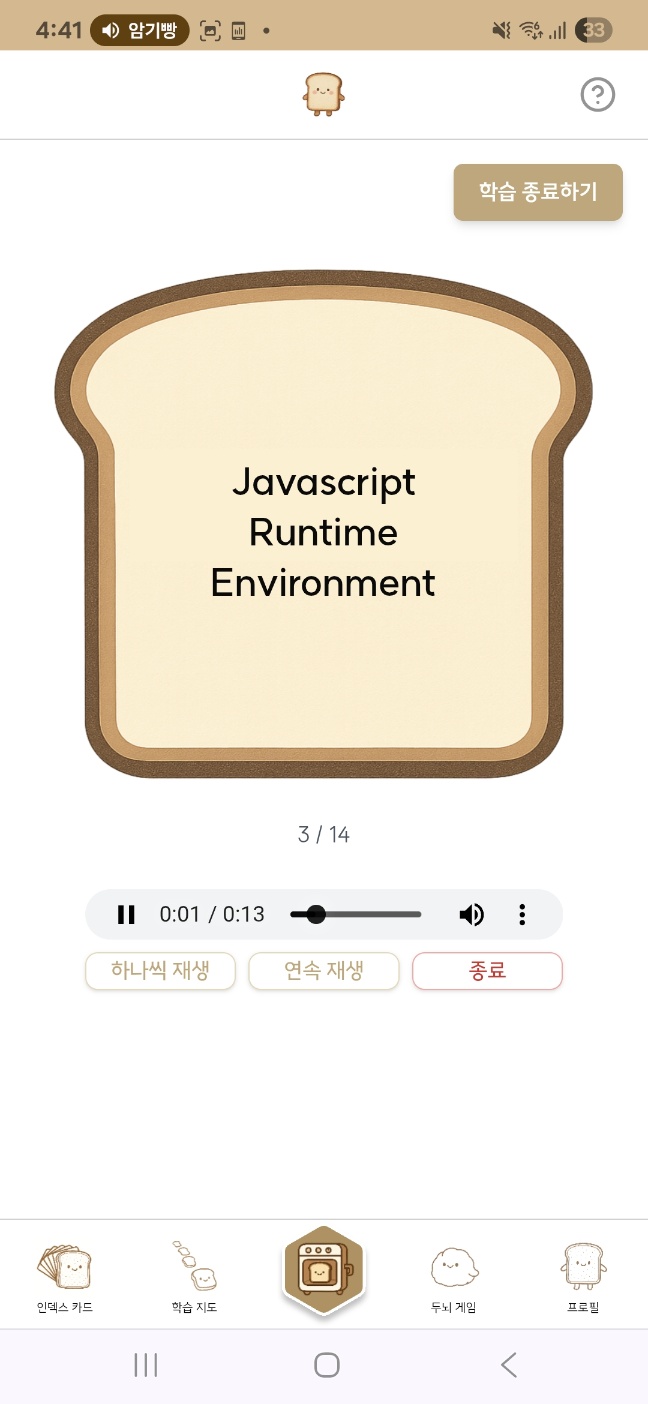 4:41 암기빵 33
학습 종료하기
Javascript
Runtime
Environment
3 / 14
0:01 / 0:13
하나씩 재생 연속 재생 종료
인덱스 카드 학습 지도 두뇌 게임 프로필